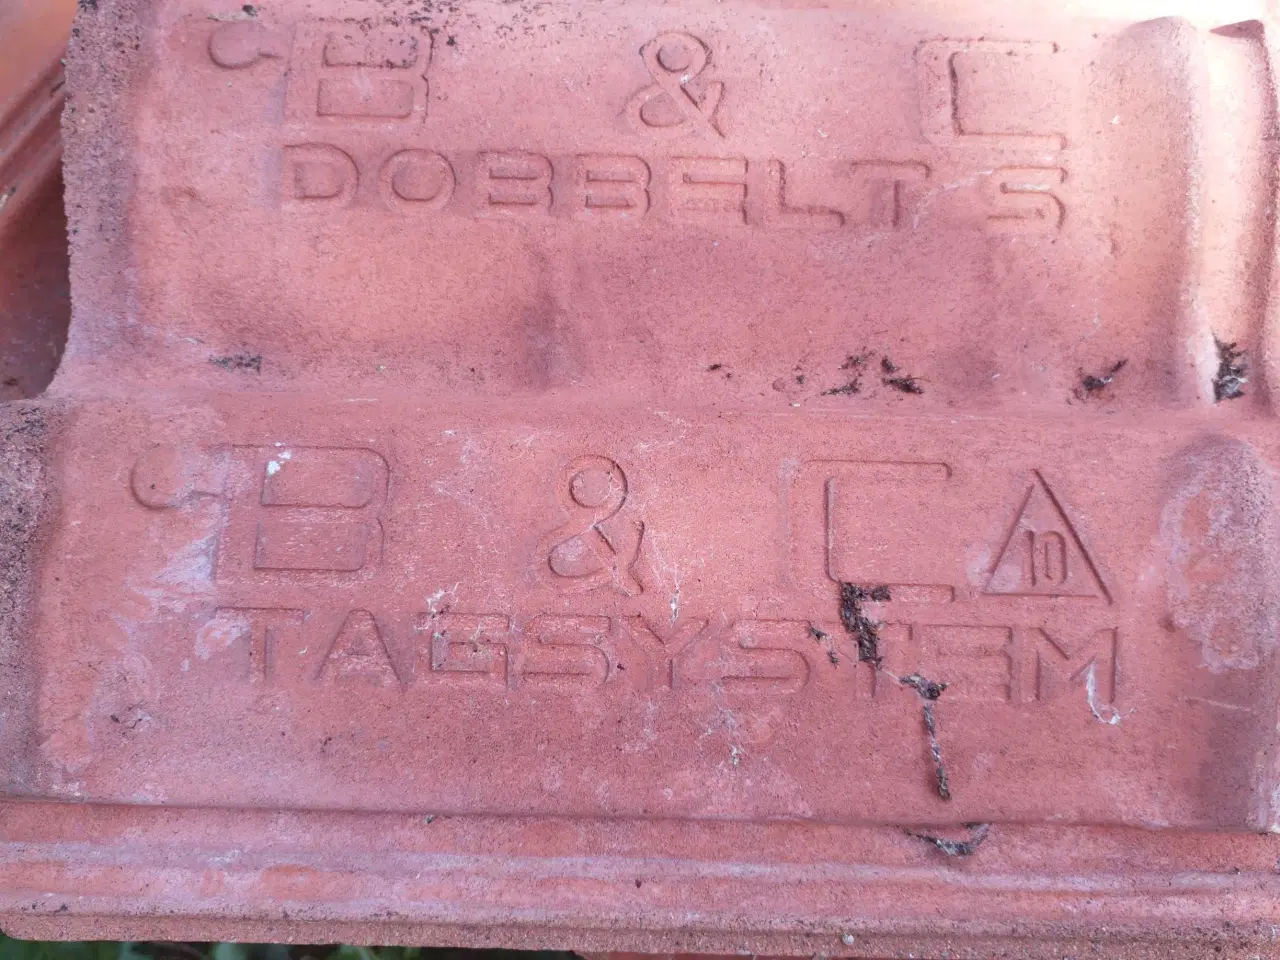 B & C
DOBBELT S
B & C 10
TAGSYSTEM